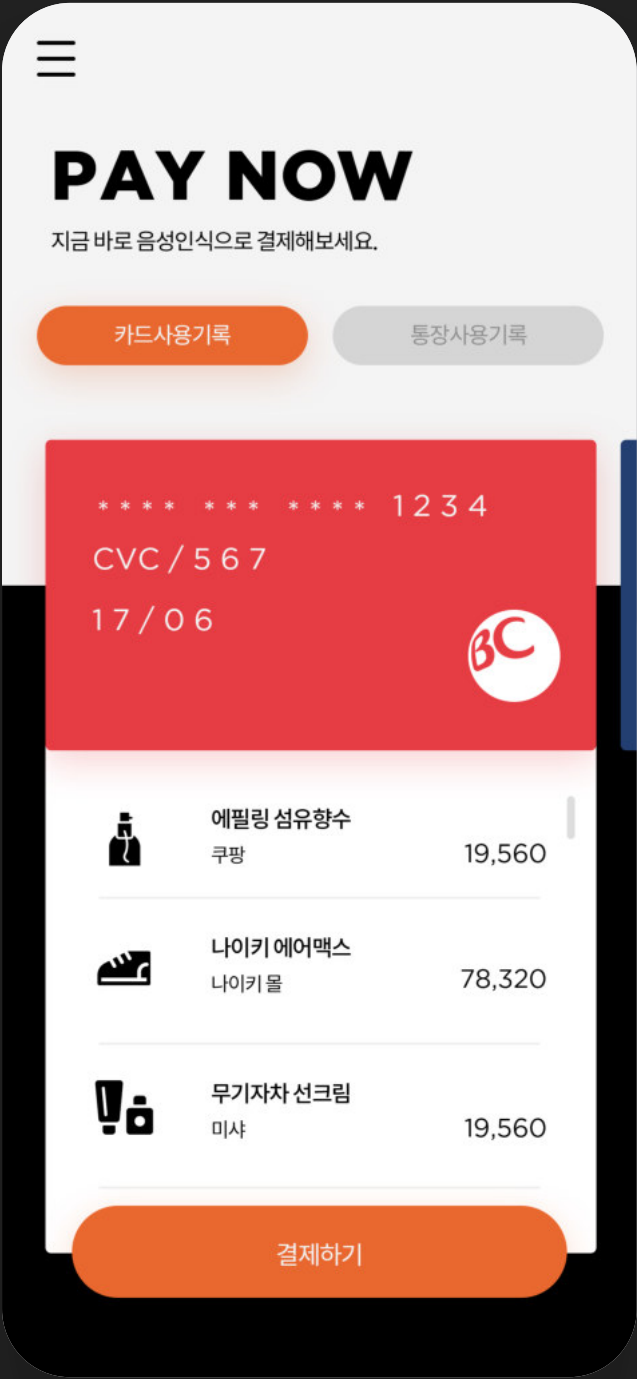 PAY NOW
지금 바로 음성인식으로 결제해보세요.
카드사용기록
통장사용기록
**** *** **** 1234
CVC/567
17/06
BC
에필링 섬유향수
쿠팡
19,560
나이키 에어맥스
나이키 몰
78,320
무기자차 선크림
미샤
19,560
결제하기